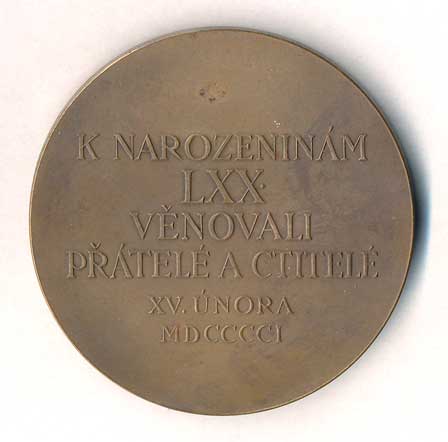 K NAROZENINÁM
LXX.
VĚNOVALI
PŘÁTELÉ A CTITELÉ
XV. ÚNORA
MDCCCCI